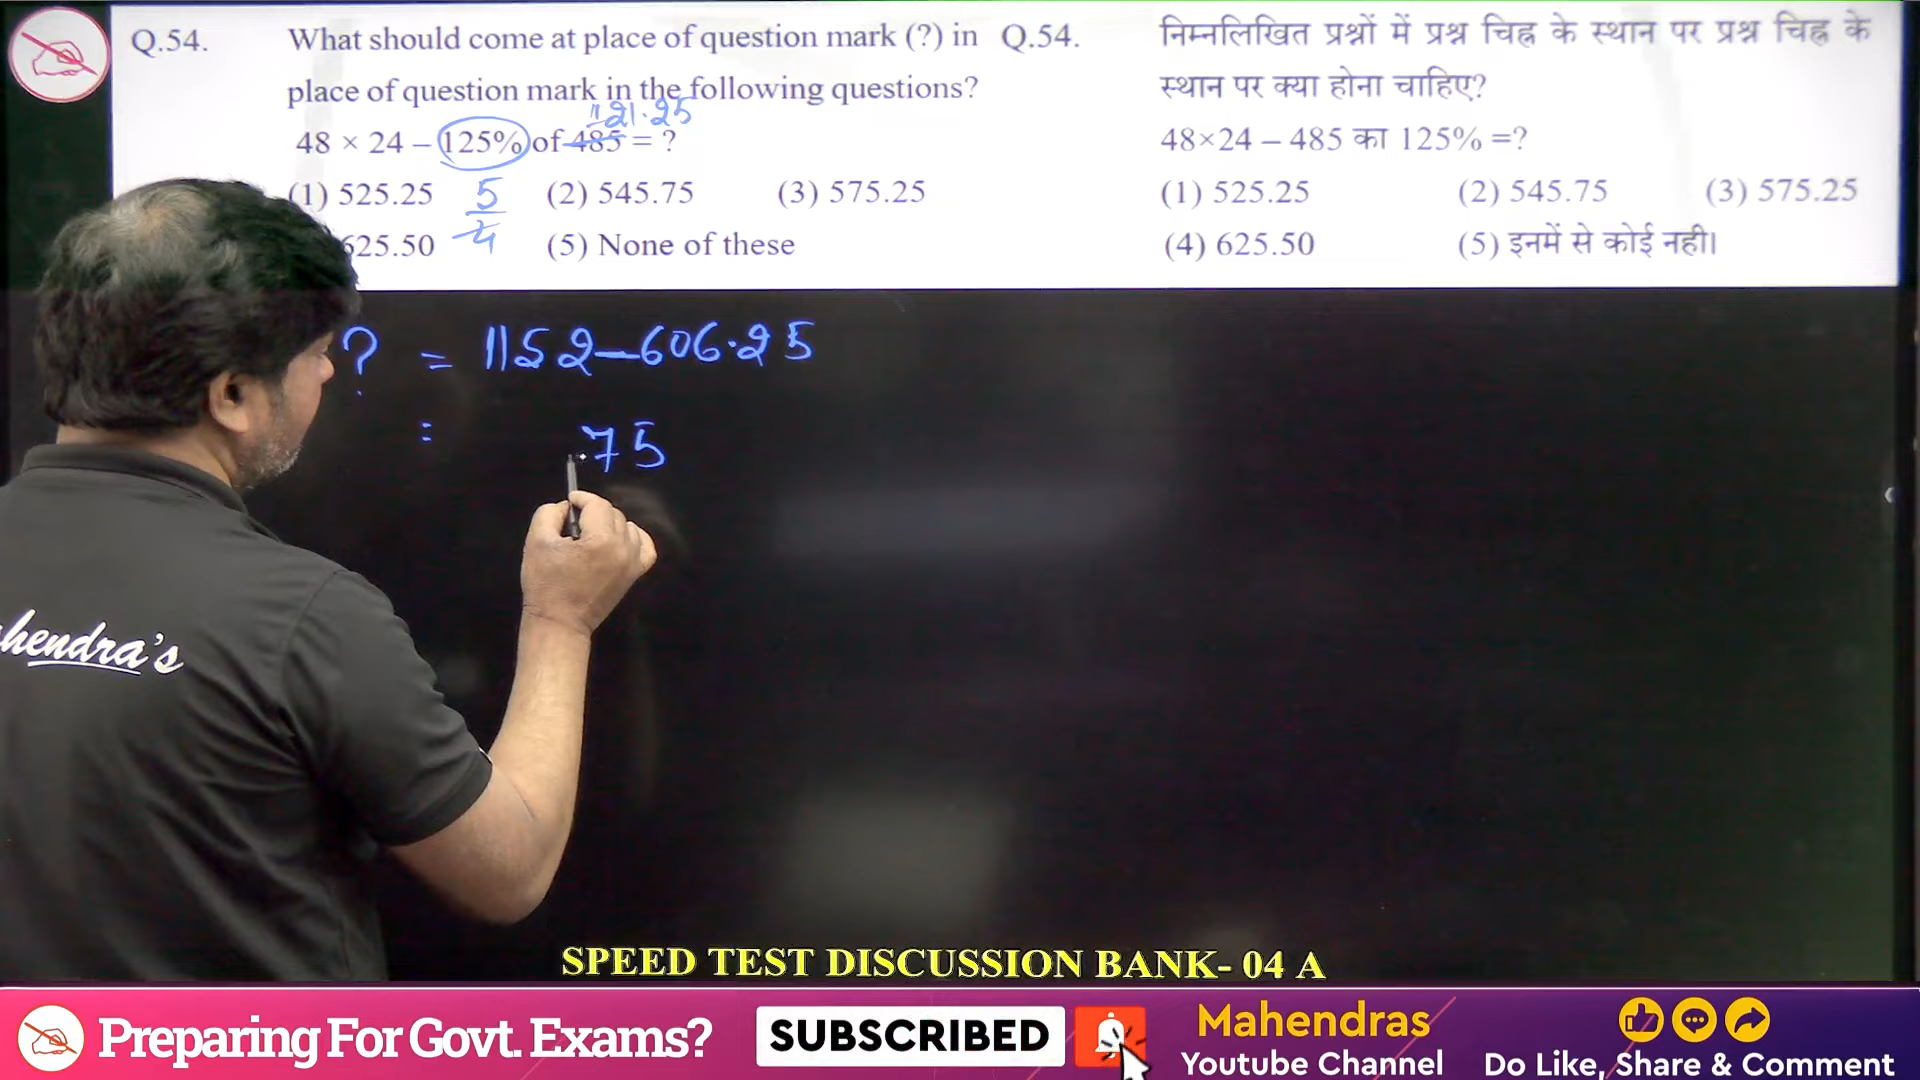 Q.54. What should come at place of question mark (?) in
place of question mark in the following questions?
121.25
48 × 24 – 125% of 485 = ?
(1) 525.25 (2) 545.75 (3) 575.25
5
4
625.50 (5) None of these
Q.54. निम्नलिखित प्रश्नों में प्रश्न चिह्न के स्थान पर प्रश्न चिह्न के
स्थान पर क्या होना चाहिए?
48×24 – 485 का 125% =?
(1) 525.25 (2) 545.75 (3) 575.25
(4) 625.50 (5) इनमें से कोई नही।
? = 1152–606.25
= .75
hendra's
SPEED TEST DISCUSSION BANK- 04 A
Preparing For Govt. Exams?
SUBSCRIBED
Mahendras
Youtube Channel
Do Like, Share & Comment